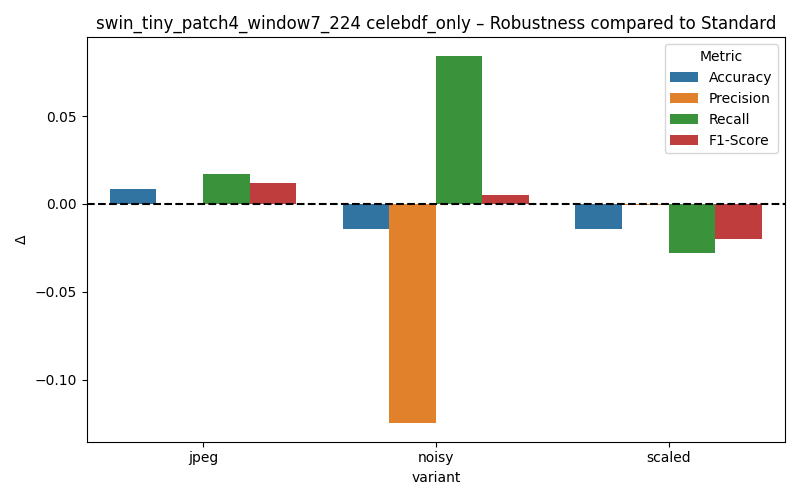 swin_tiny_patch4_window7_224 celebdf_only – Robustness compared to Standard
Metric
Accuracy
Precision
Recall
F1-Score
0.05
0.00
−0.05
−0.10
Δ
jpeg
noisy
scaled
variant